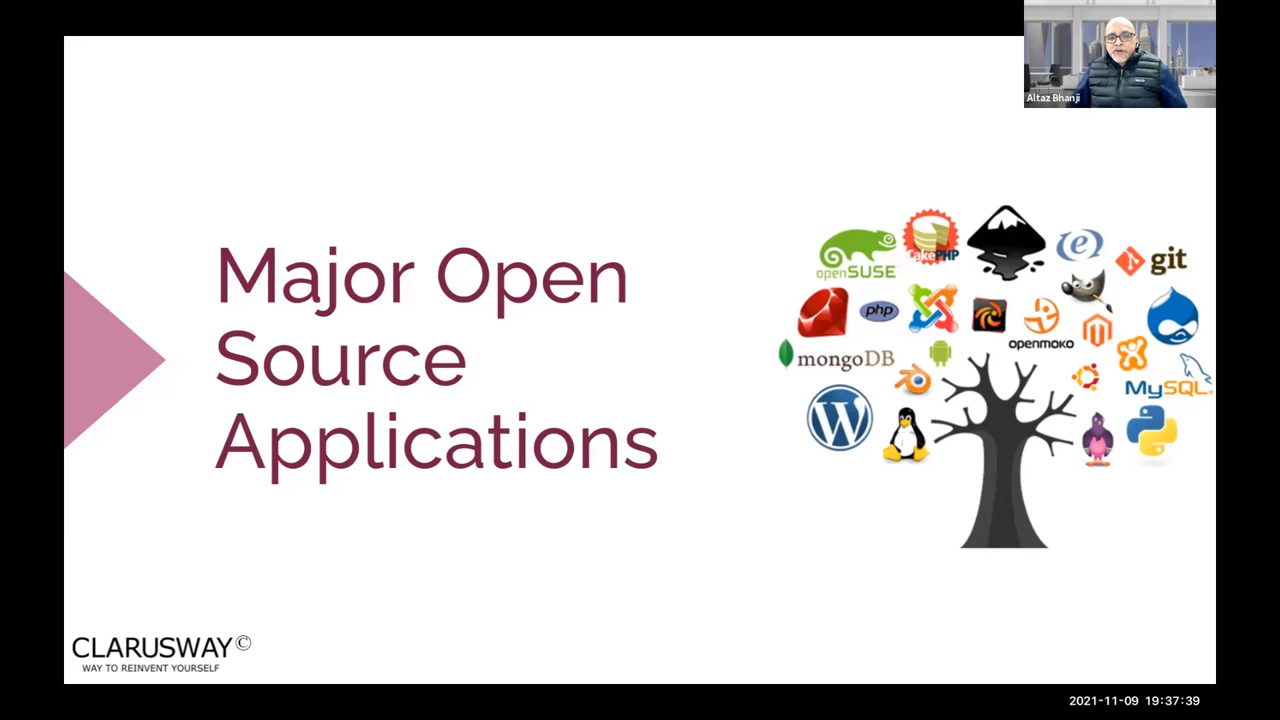 Altaz Bhanji
Major Open
Source
Applications
openSUSE
CakePHP
git
php
openmoko
mongoDB
MySQL
CLARUSWAY©
WAY TO REINVENT YOURSELF
2021-11-09 19:37:39